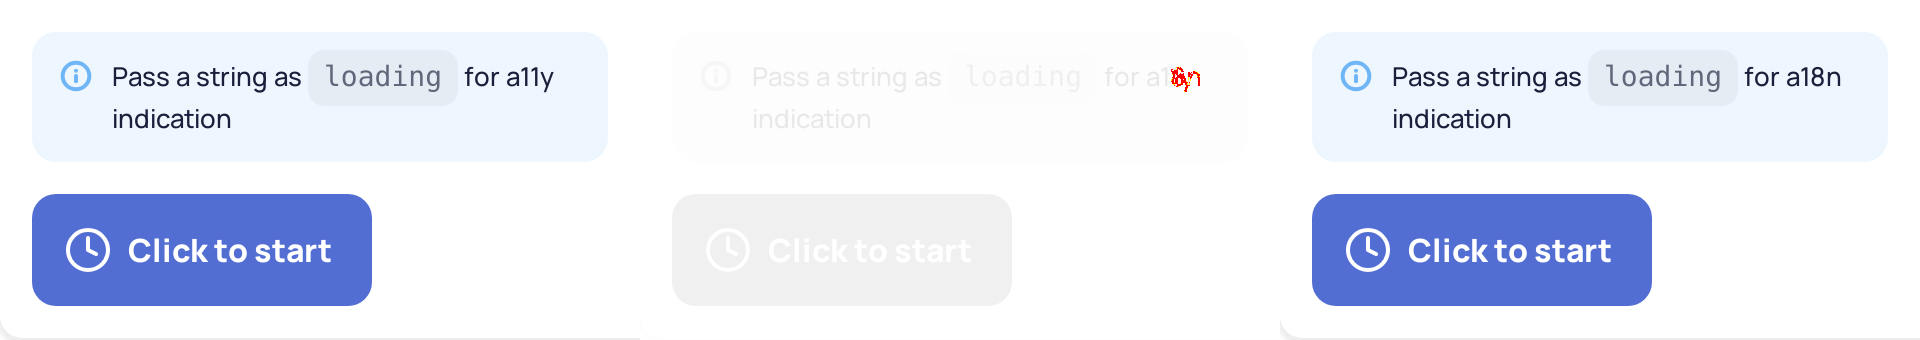 Pass a string as loading for a11y
indication
Click to start
Pass a string as loading for
indication
Click to start
Pass a string as loading for a18n
indication
Click to start